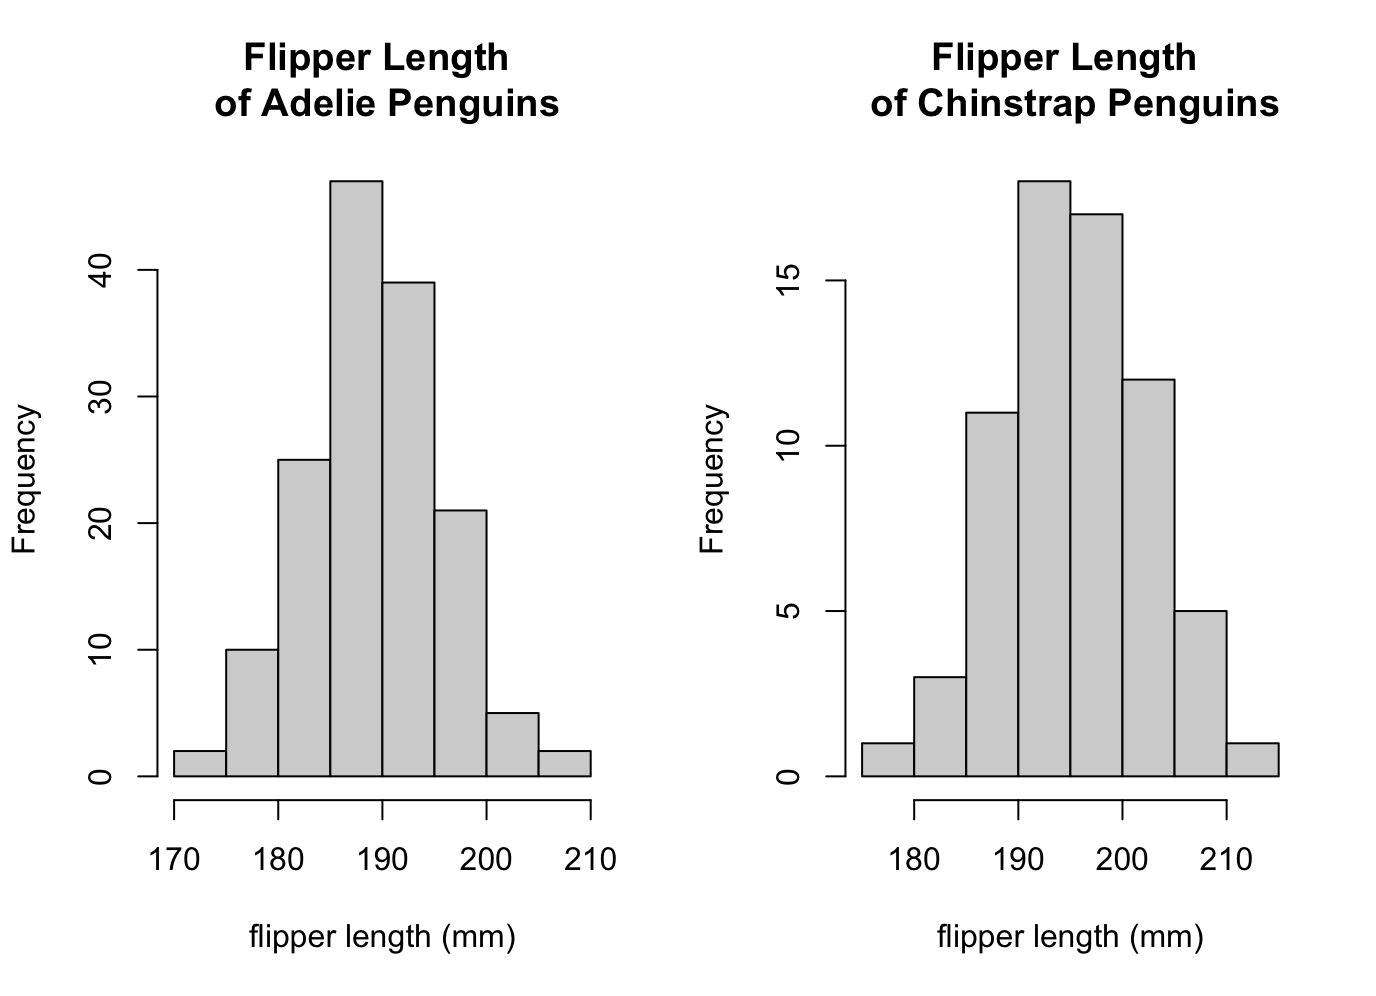 Flipper Length
of Adelie Penguins
Frequency
40
30
20
10
0
170 180 190 200 210
flipper length (mm)
Flipper Length
of Chinstrap Penguins
Frequency
15
10
5
0
180 190 200 210
flipper length (mm)